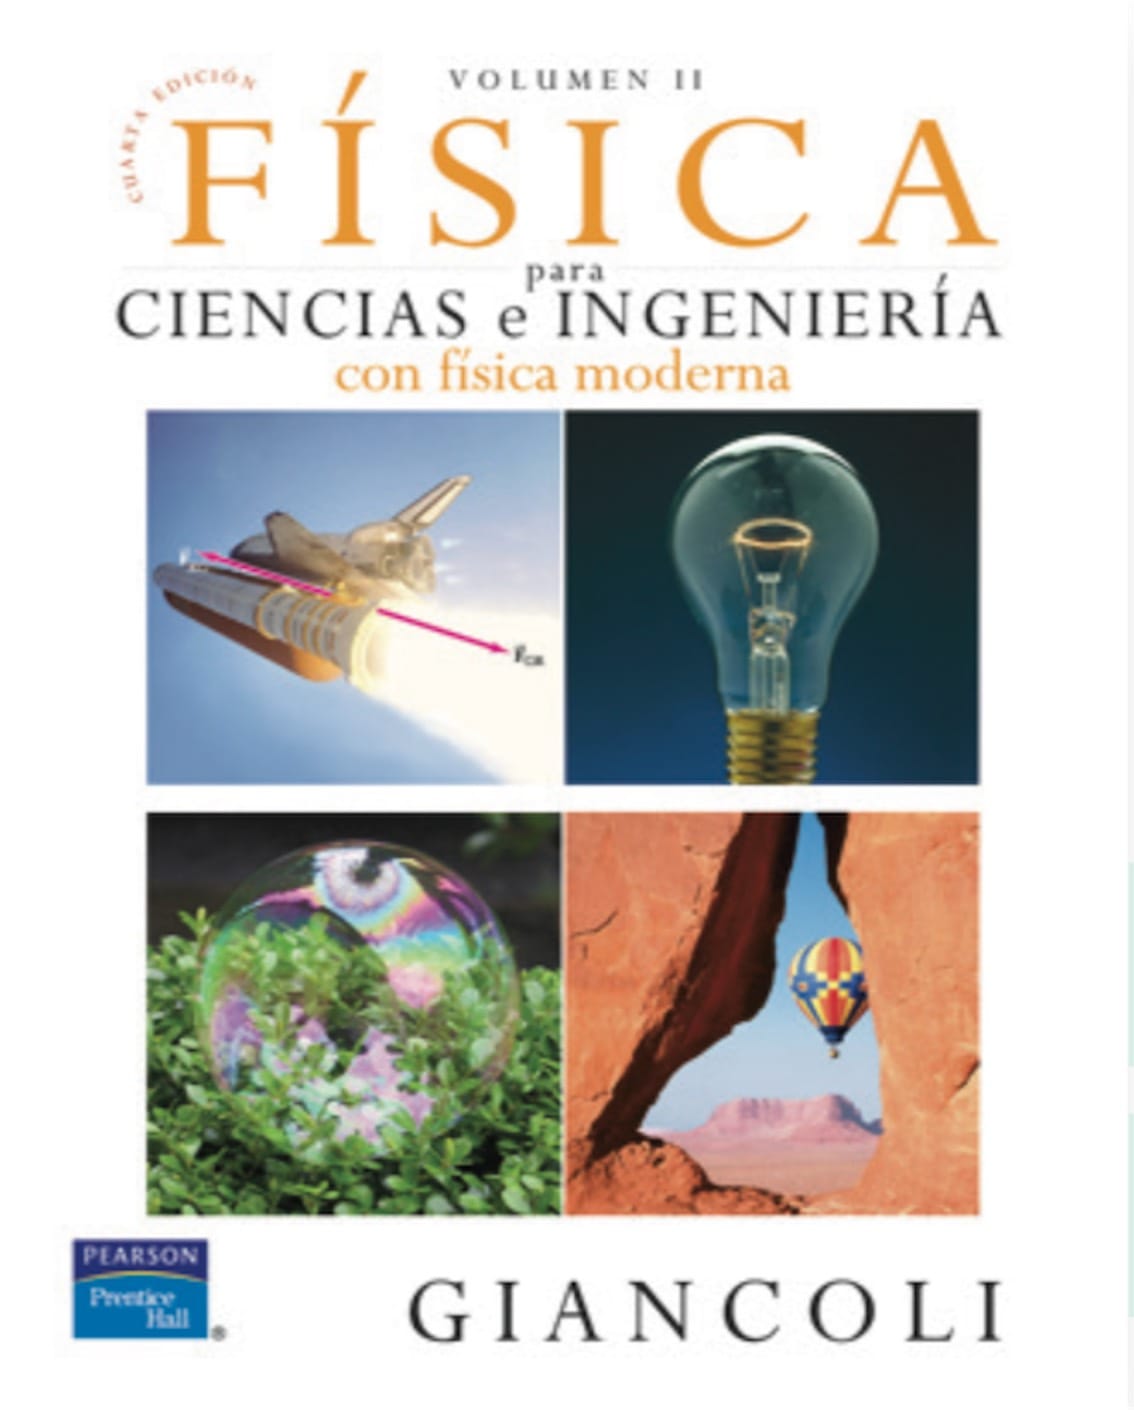 VOLUMEN II
CUARTA EDICIÓN
FÍSICA
para
CIENCIAS e INGENIERÍA
con física moderna
PEARSON
Prentice
Hall
®
GIANCOLI